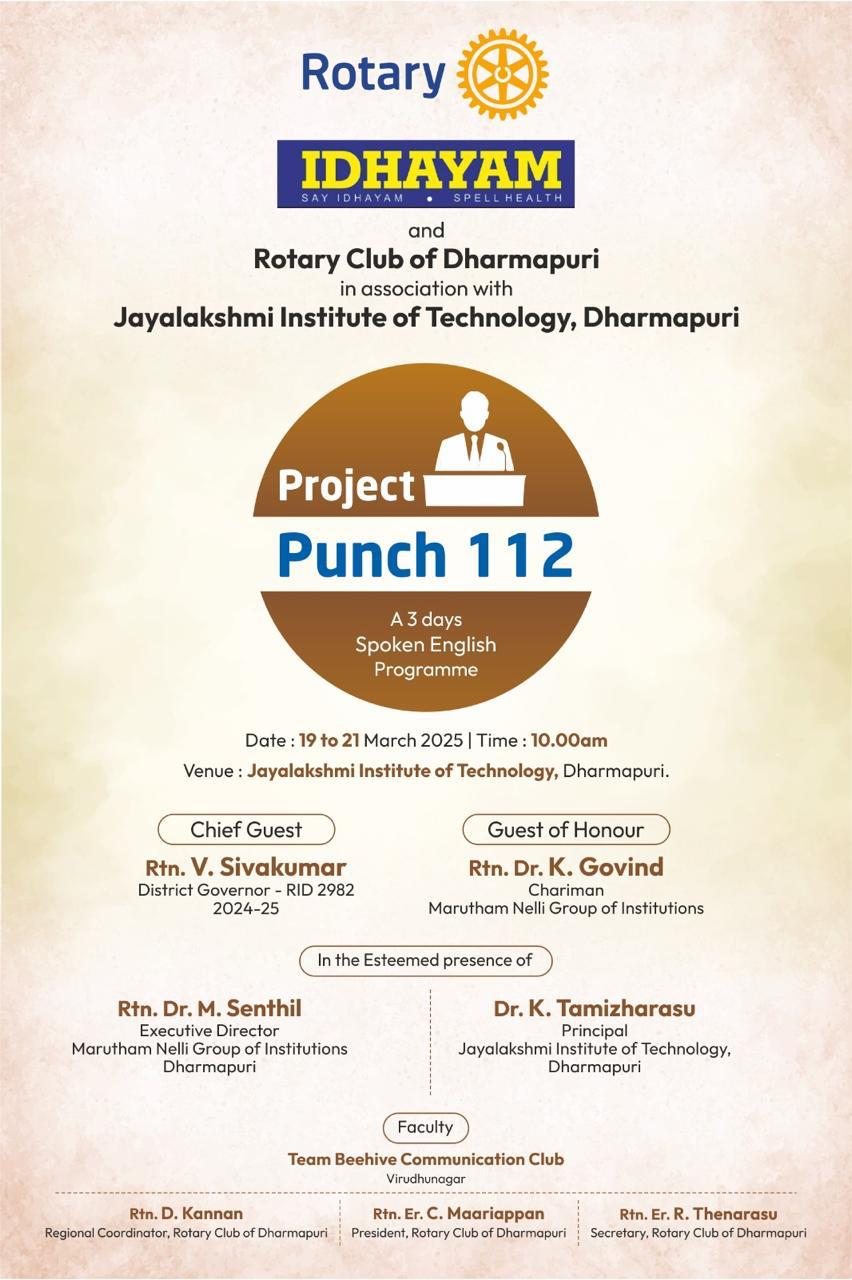 Rotary
IDHAYAM
SAY IDHAYAM • SPELL HEALTH
and
Rotary Club of Dharmapuri
in association with
Jayalakshmi Institute of Technology, Dharmapuri
Project
Punch 112
A 3 days
Spoken English
Programme
Date : 19 to 21 March 2025 | Time : 10.00am
Venue : Jayalakshmi Institute of Technology, Dharmapuri.
Chief Guest
Rtn. V. Sivakumar
District Governor - RID 2982
2024-25
Guest of Honour
Rtn. Dr. K. Govind
Chariman
Marutham Nelli Group of Institutions
In the Esteemed presence of
Rtn. Dr. M. Senthil
Executive Director
Marutham Nelli Group of Institutions
Dharmapuri
Dr. K. Tamizharasu
Principal
Jayalakshmi Institute of Technology,
Dharmapuri
Faculty
Team Beehive Communication Club
Virudhunagar
Rtn. D. Kannan
Regional Coordinator, Rotary Club of Dharmapuri
Rtn. Er. C. Maariappan
President, Rotary Club of Dharmapuri
Rtn. Er. R. Thenarasu
Secretary, Rotary Club of Dharmapuri